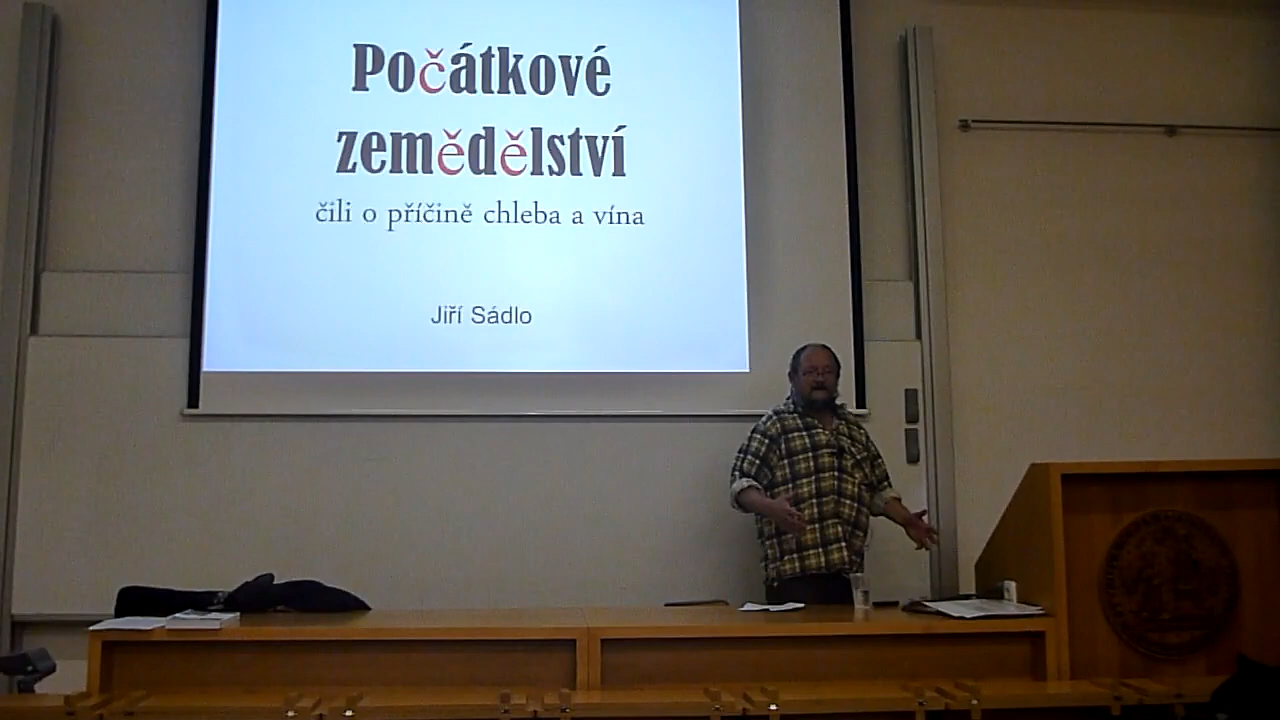 Počátkové
zemědělství
čili o příčině chleba a vína
Jiří Sádlo